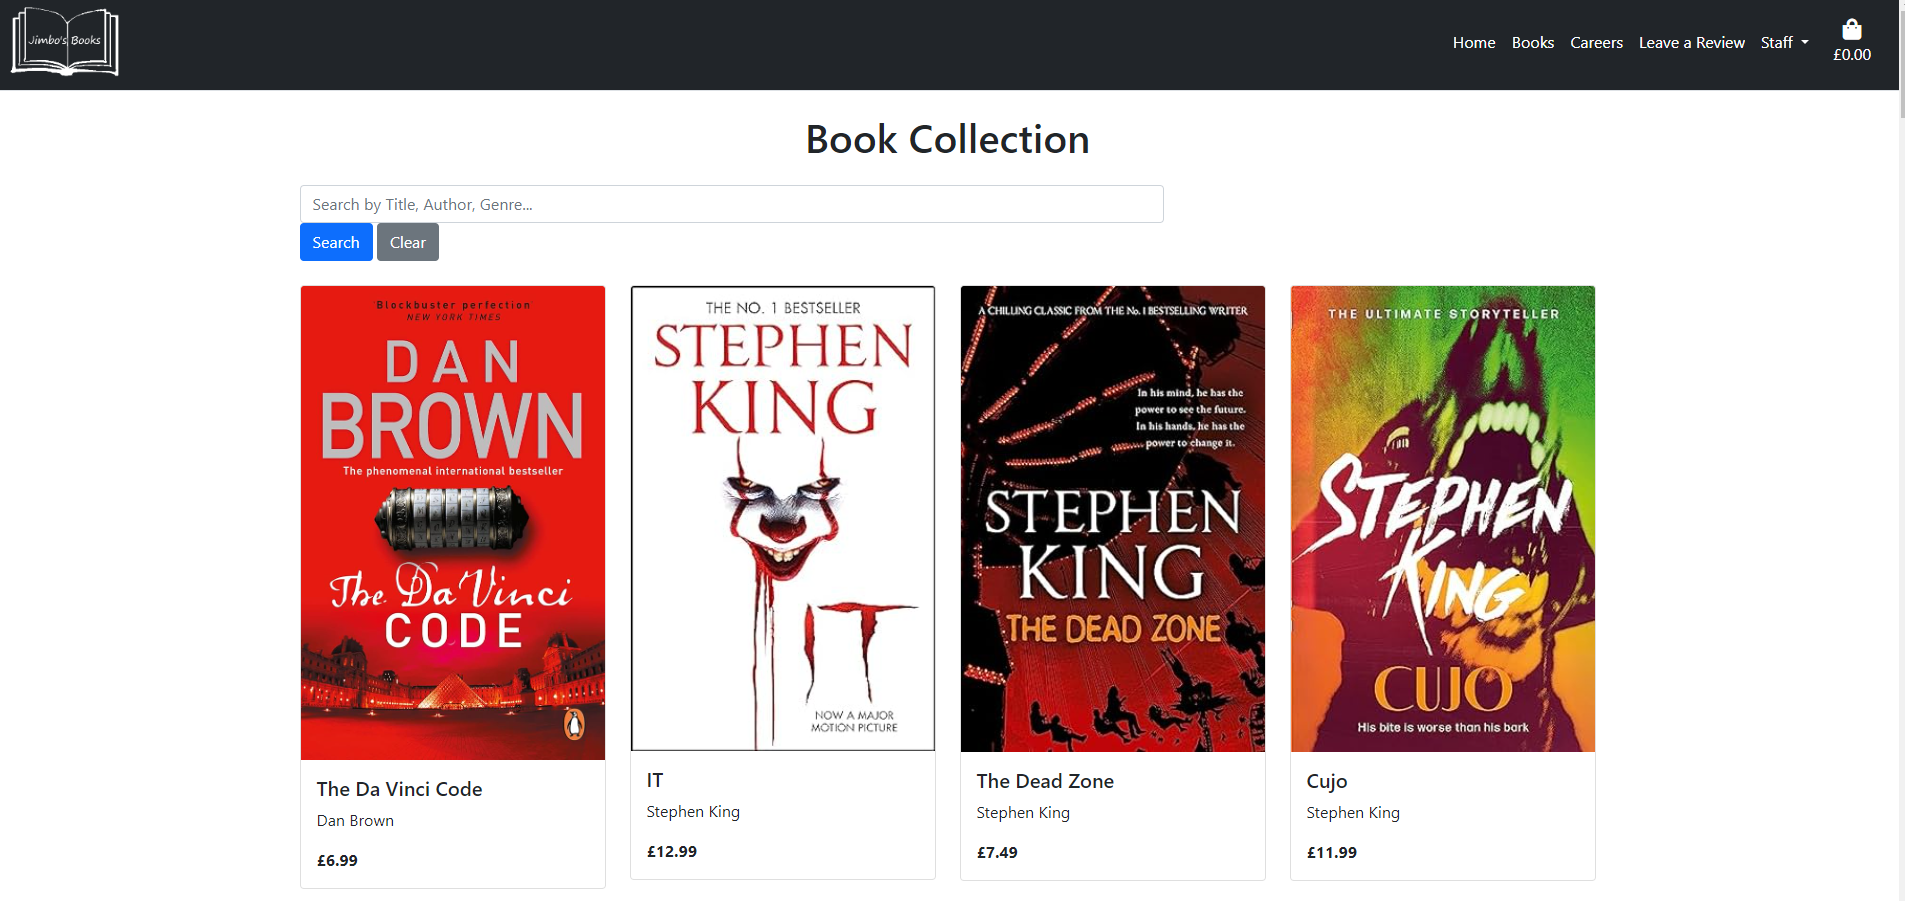 Jimbo's Books
Home Books Careers Leave a Review Staff
£0.00
Book Collection
Search by Title, Author, Genre...
Search Clear
'Blockbuster perfection'
NEW YORK TIMES
DAN
BROWN
The phenomenal international bestseller
The Da Vinci
CODE
The Da Vinci Code
Dan Brown
£6.99
THE NO. 1 BESTSELLER
STEPHEN
KING
IT
NOW A MAJOR
MOTION PICTURE
IT
Stephen King
£12.99
A CHILLING CLASSIC FROM THE No. 1 BESTSELLING WRITER
In his mind, he has the
power to see the future.
In his hands, he has the
power to change it.
STEPHEN
KING
THE DEAD ZONE
The Dead Zone
Stephen King
£7.49
THE ULTIMATE STORYTELLER
STEPHEN
KING
CUJO
His bite is worse than his bark
Cujo
Stephen King
£11.99